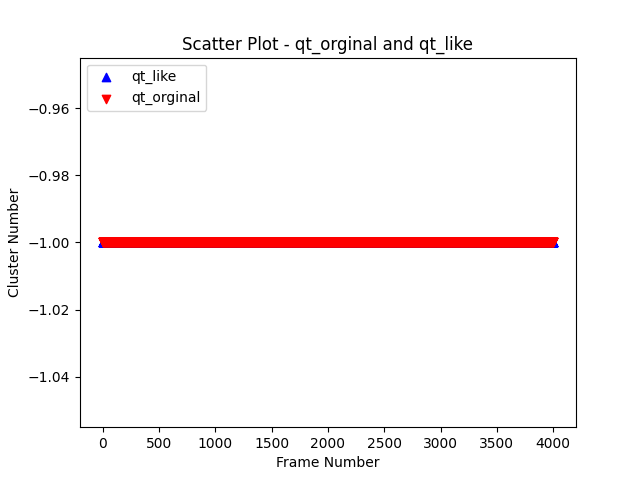 Scatter Plot - qt_orginal and qt_like
qt_like
qt_orginal
−0.96
−0.98
−1.00
−1.02
−1.04
Cluster Number
0 500 1000 1500 2000 2500 3000 3500 4000
Frame Number